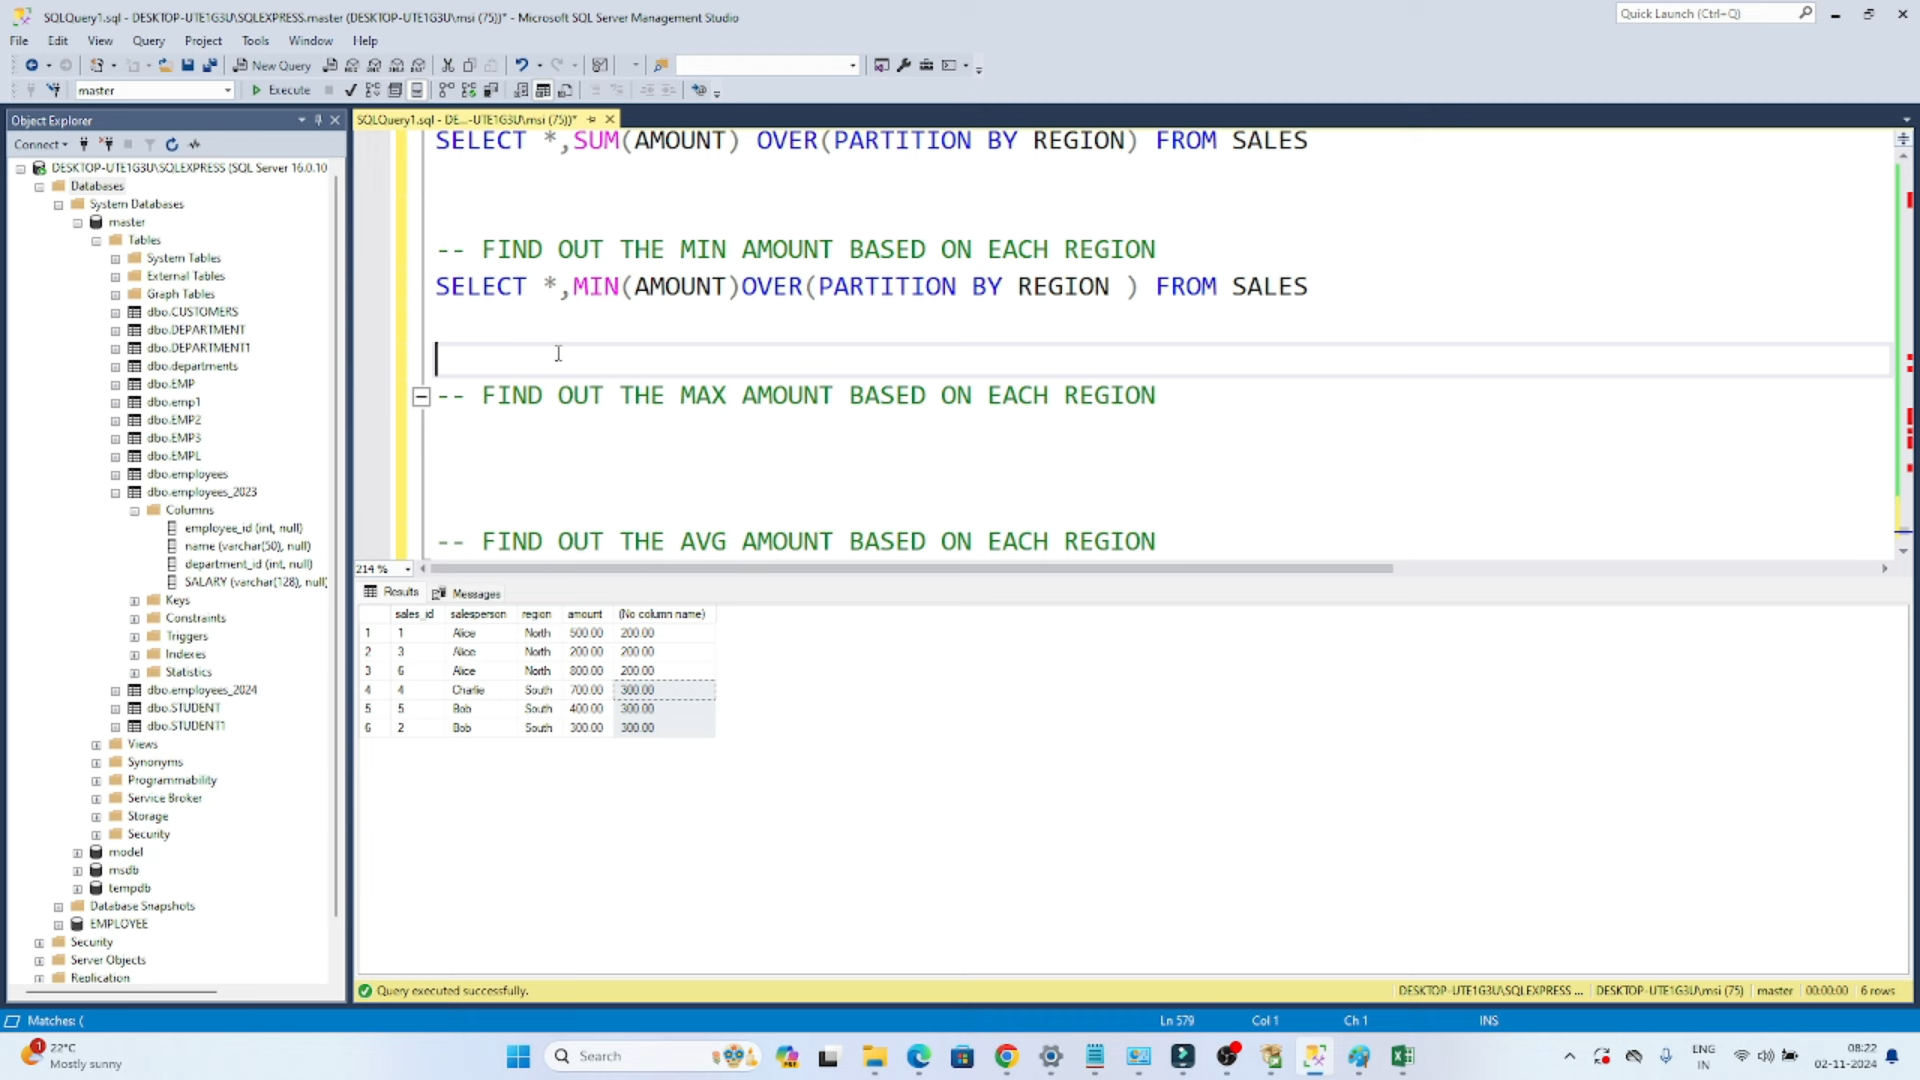 SQLQuery1.sql - DESKTOP-UTE1G3U\SQLEXPRESS.master (DESKTOP-UTE1G3U\msi (75))* - Microsoft SQL Server Management Studio
Quick Launch (Ctrl+Q)
File Edit View Query Project Tools Window Help
New Query
master Execute
Object Explorer
SQLQuery1.sql - DE...-UTE1G3U\msi (75))*
Connect
DESKTOP-UTE1G3U\SQLEXPRESS (SQL Server 16.0.10
Databases
System Databases
master
Tables
System Tables
External Tables
Graph Tables
dbo.CUSTOMERS
dbo.DEPARTMENT
dbo.DEPARTMENT1
dbo.departments
dbo.EMP
dbo.emp1
dbo.EMP2
dbo.EMP3
dbo.EMPL
dbo.employees
dbo.employees_2023
Columns
employee_id (int, null)
name (varchar(50), null)
department_id (int, null)
SALARY (varchar(128), null
Keys
Constraints
Triggers
Indexes
Statistics
dbo.employees_2024
dbo.STUDENT
dbo.STUDENT1
Views
Synonyms
Programmability
Service Broker
Storage
Security
model
msdb
tempdb
Database Snapshots
EMPLOYEE
Security
Server Objects
Replication
SELECT *,SUM(AMOUNT) OVER(PARTITION BY REGION) FROM SALES
-- FIND OUT THE MIN AMOUNT BASED ON EACH REGION
SELECT *,MIN(AMOUNT)OVER(PARTITION BY REGION ) FROM SALES
-- FIND OUT THE MAX AMOUNT BASED ON EACH REGION
-- FIND OUT THE AVG AMOUNT BASED ON EACH REGION
214 %
Results Messages
sales_id salesperson region amount (No column name)
1 1 Alice North 500.00 200.00
2 3 Alice North 200.00 200.00
3 6 Alice North 800.00 200.00
4 4 Charlie South 700.00 300.00
5 5 Bob South 400.00 300.00
6 2 Bob South 300.00 300.00
Query executed successfully.
DESKTOP-UTE1G3U\SQLEXPRESS ... DESKTOP-UTE1G3U\msi (75) master 00:00:00 6 rows
Matches: (
Ln 579 Col 1 Ch 1 INS
1
22°C
Mostly sunny
Search
ENG
IN
08:22
02-11-2024